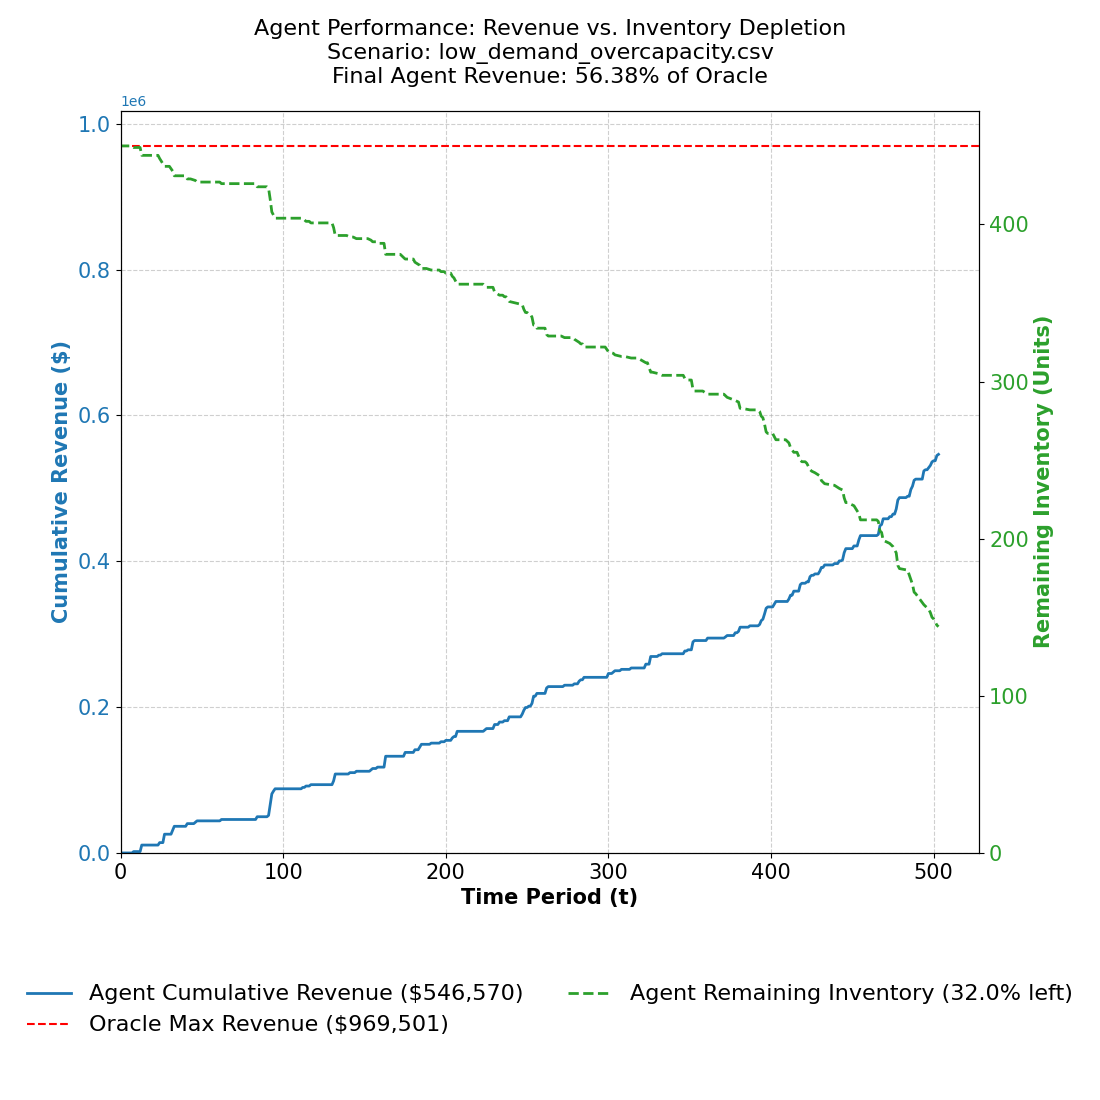 Agent Performance: Revenue vs. Inventory Depletion
Scenario: low_demand_overcapacity.csv
Final Agent Revenue: 56.38% of Oracle
1e6
1.0
0.8
0.6
0.4
0.2
0.0
Cumulative Revenue ($)
400
300
200
100
0
Remaining Inventory (Units)
0 100 200 300 400 500
Time Period (t)
Agent Cumulative Revenue ($546,570)
Oracle Max Revenue ($969,501)
Agent Remaining Inventory (32.0% left)